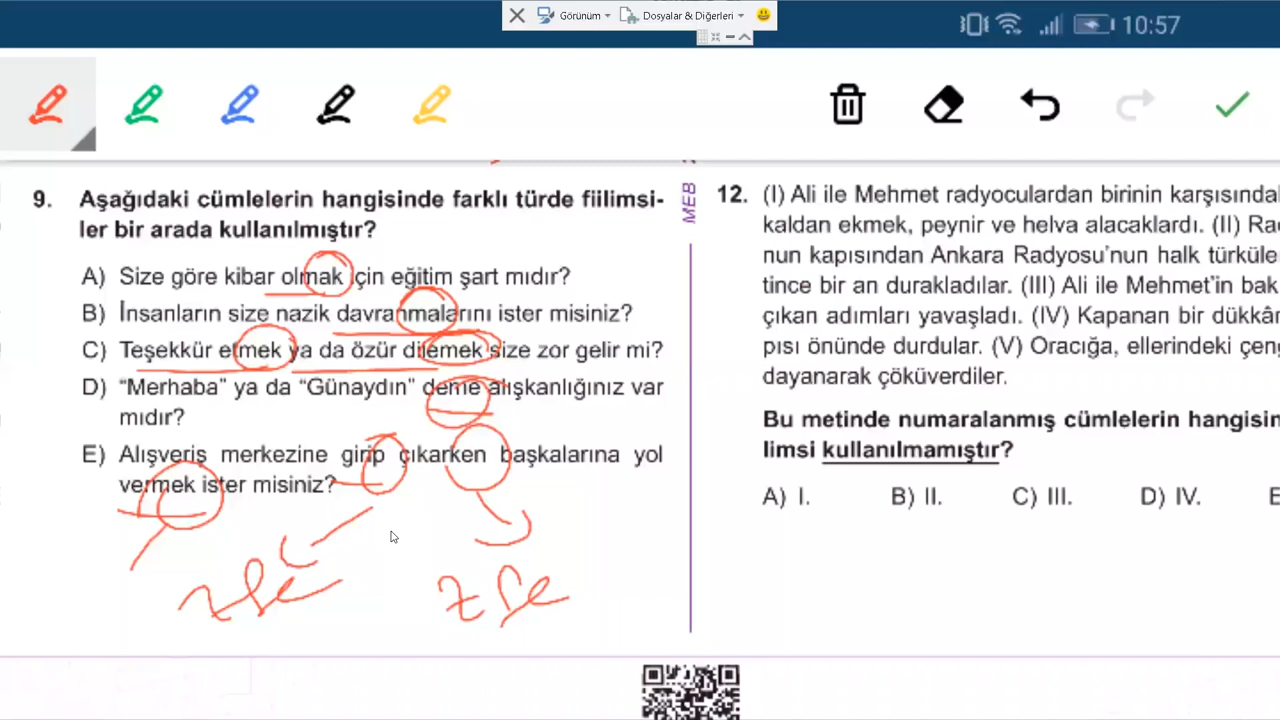 Görünüm
Dosyalar & Diğerleri
10:57
MEB
9. Aşağıdaki cümlelerin hangisinde farklı türde fiilimsi-
ler bir arada kullanılmıştır?
A) Size göre kibar olmak için eğitim şart mıdır?
B) İnsanların size nazik davranmalarını ister misiniz?
C) Teşekkür etmek ya da özür dilemek size zor gelir mi?
D) “Merhaba” ya da “Günaydın” deme alışkanlığınız var
mıdır?
E) Alışveriş merkezine girip çıkarken başkalarına yol
vermek ister misiniz?
zfe
zfe
12. (I) Ali ile Mehmet radyoculardan birinin karşısında
kaldan ekmek, peynir ve helva alacaklardı. (II) Ra
nun kapısından Ankara Radyosu’nun halk türküle
tince bir an durakladılar. (III) Ali ile Mehmet’in bak
çıkan adımları yavaşladı. (IV) Kapanan bir dükkân
pısı önünde durdular. (V) Oracığa, ellerindeki çeng
dayanarak çöküverdiler.
Bu metinde numaralanmış cümlelerin hangisin
limsi kullanılmamıştır?
A) I. B) II. C) III. D) IV. E